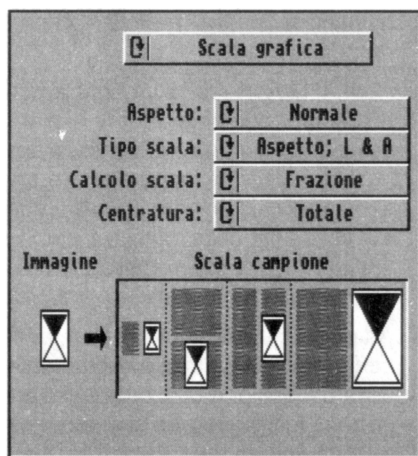 Scala grafica
Aspetto: Normale
Tipo scala: Aspetto; L & A
Calcolo scala: Frazione
Centratura: Totale
Immagine Scala campione